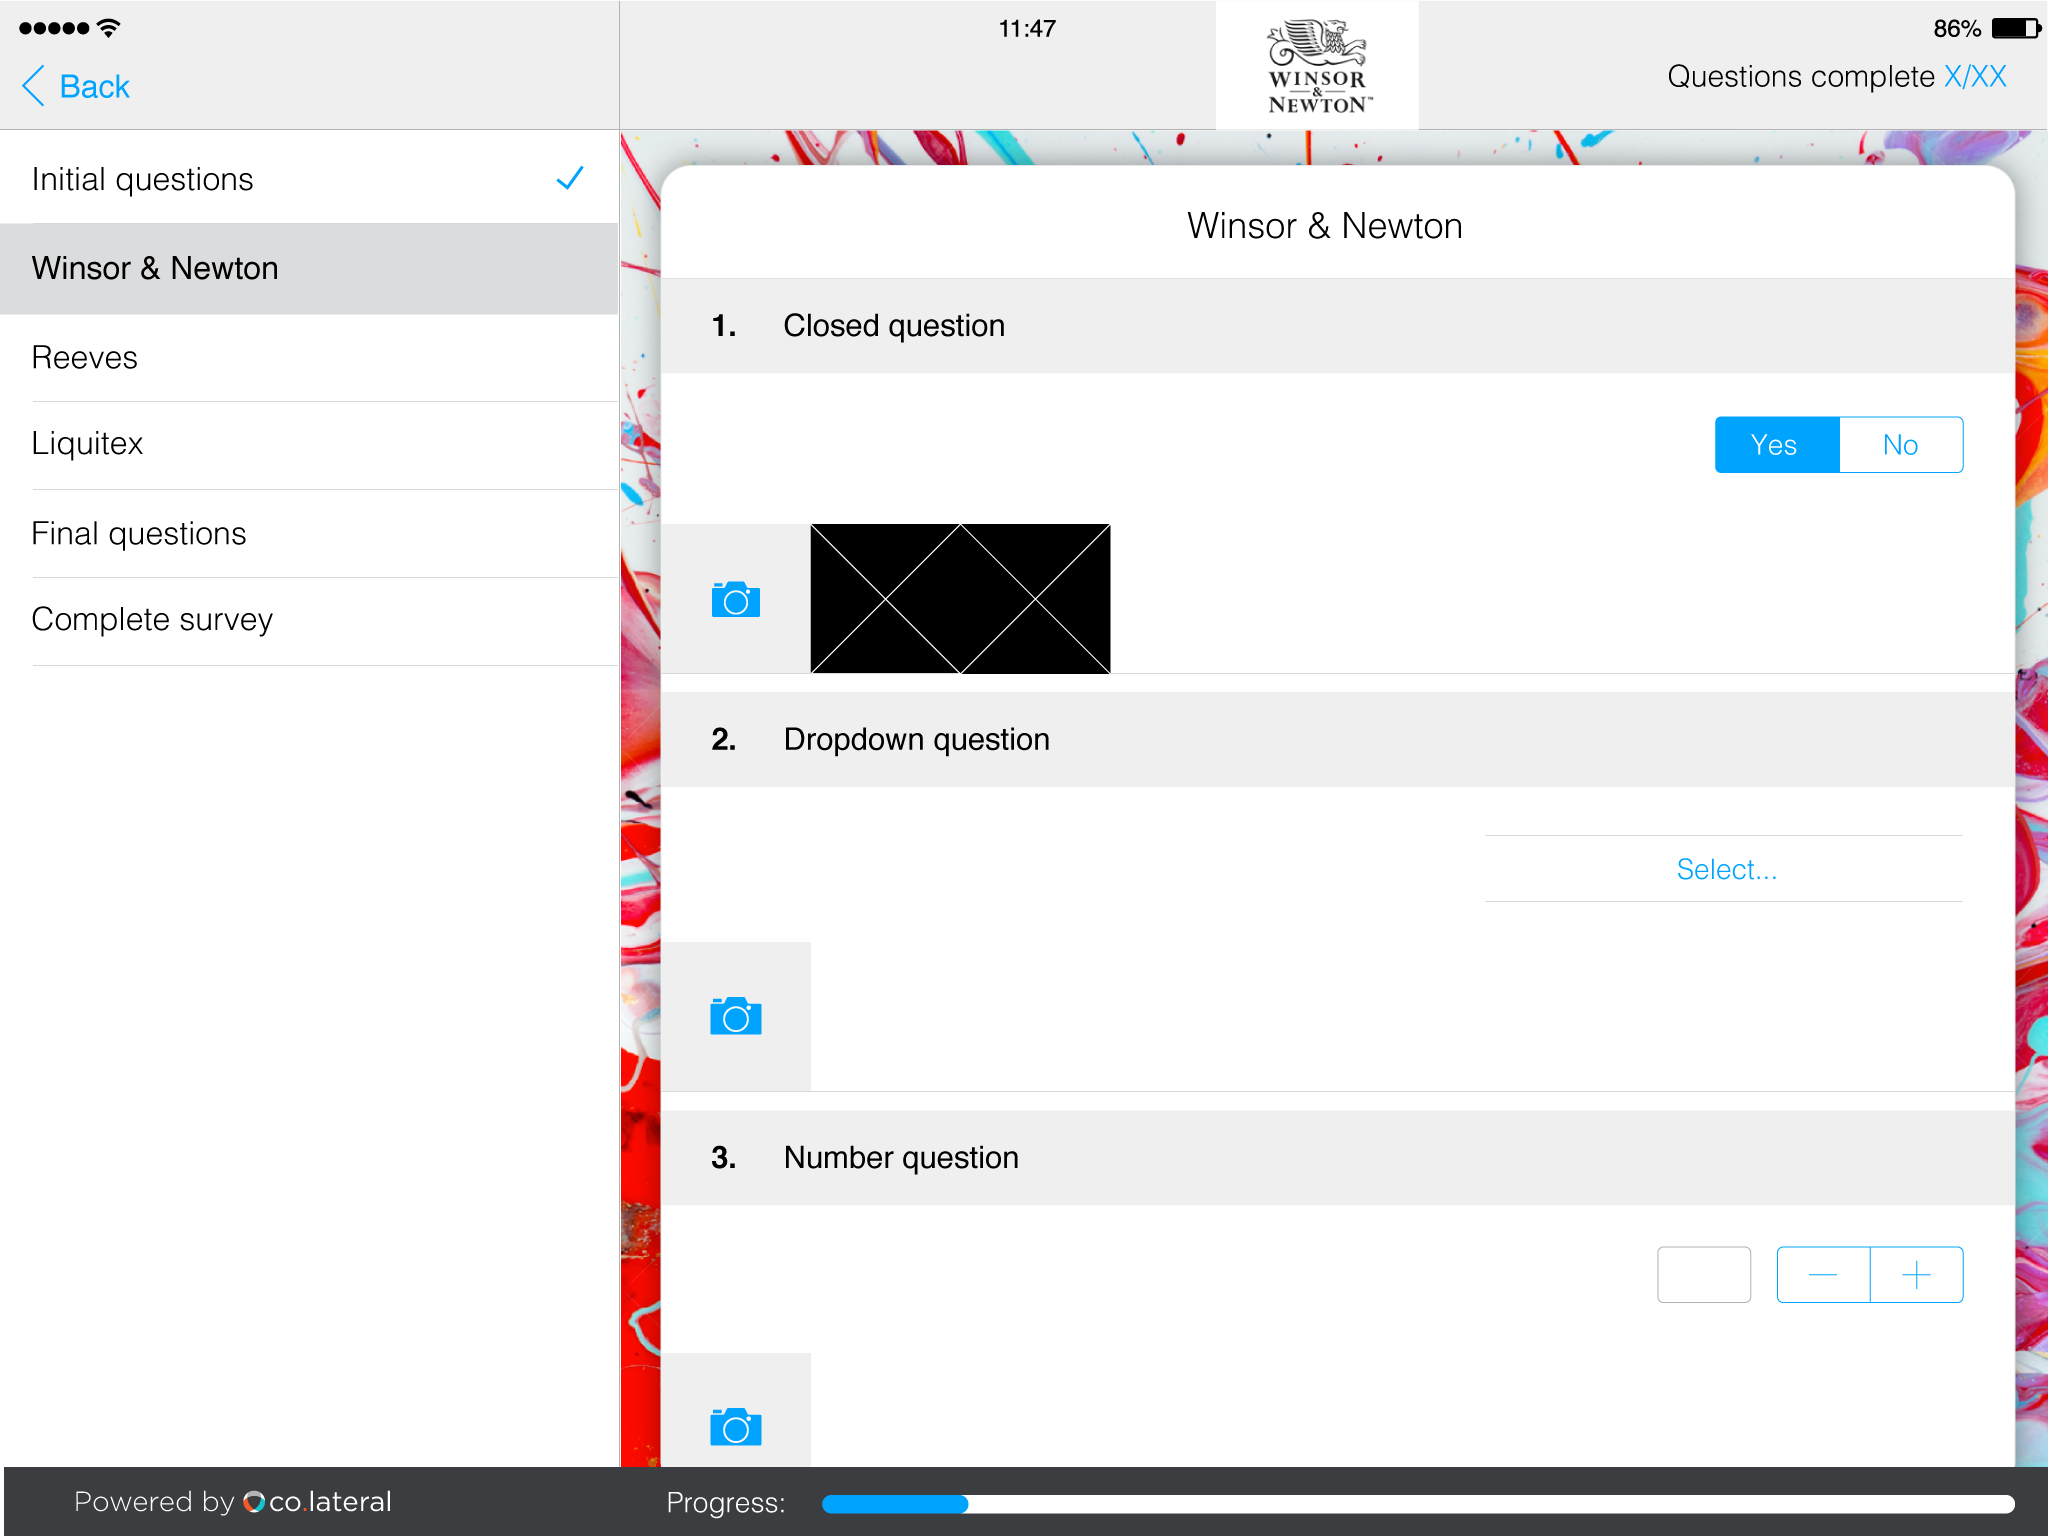 11:47
86%
Back
WINSOR
&
NEWTON™
Questions complete X/XX
Initial questions
Winsor & Newton
Reeves
Liquitex
Final questions
Complete survey
Winsor & Newton
1. Closed question
Yes No
2. Dropdown question
Select...
3. Number question
Powered by co.lateral
Progress: